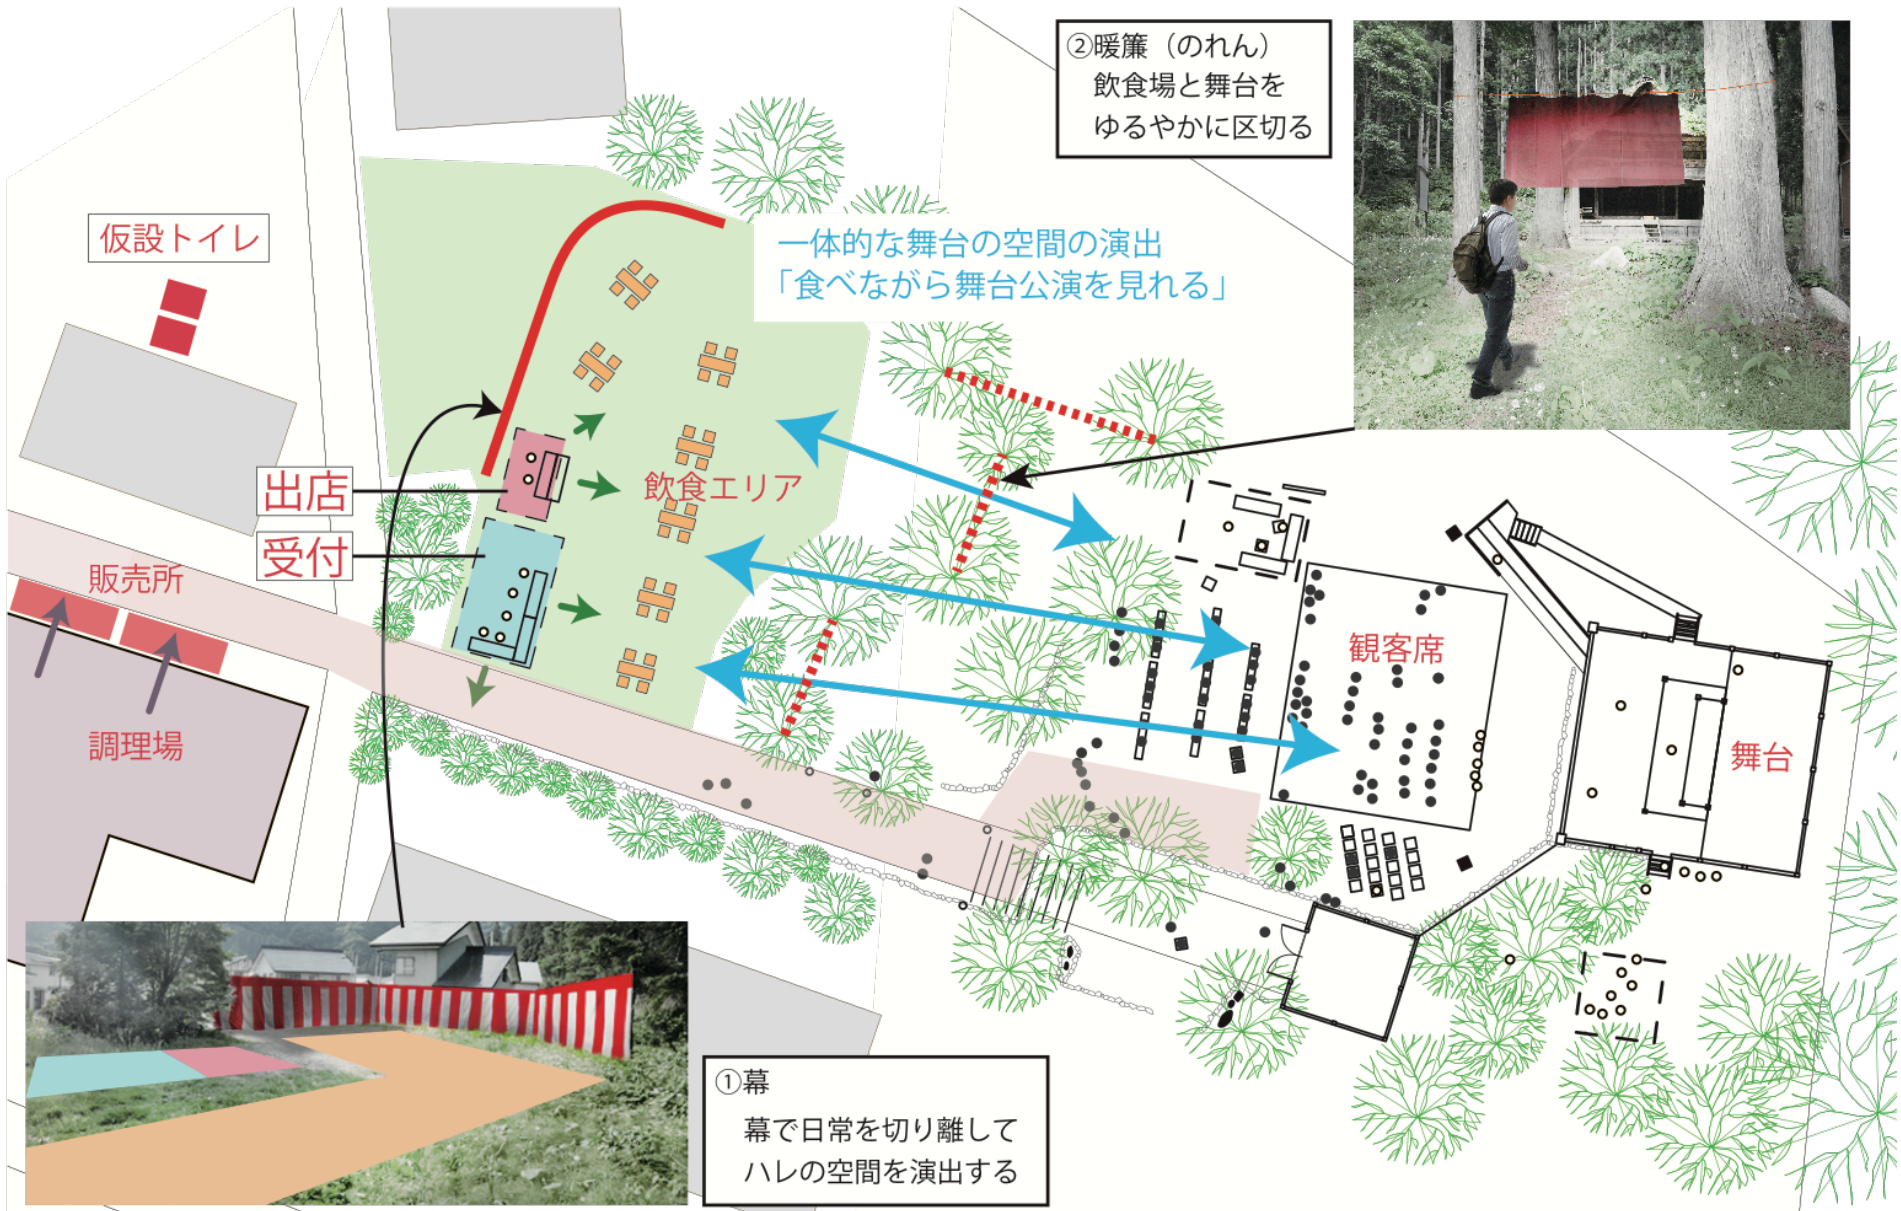 ②暖簾（のれん）
飲食場と舞台を
ゆるやかに区切る
仮設トイレ
一体的な舞台の空間の演出
「食べながら舞台公演を見れる」
出店
飲食エリア
受付
販売所
観客席
調理場
舞台
①幕
幕で日常を切り離して
ハレの空間を演出する